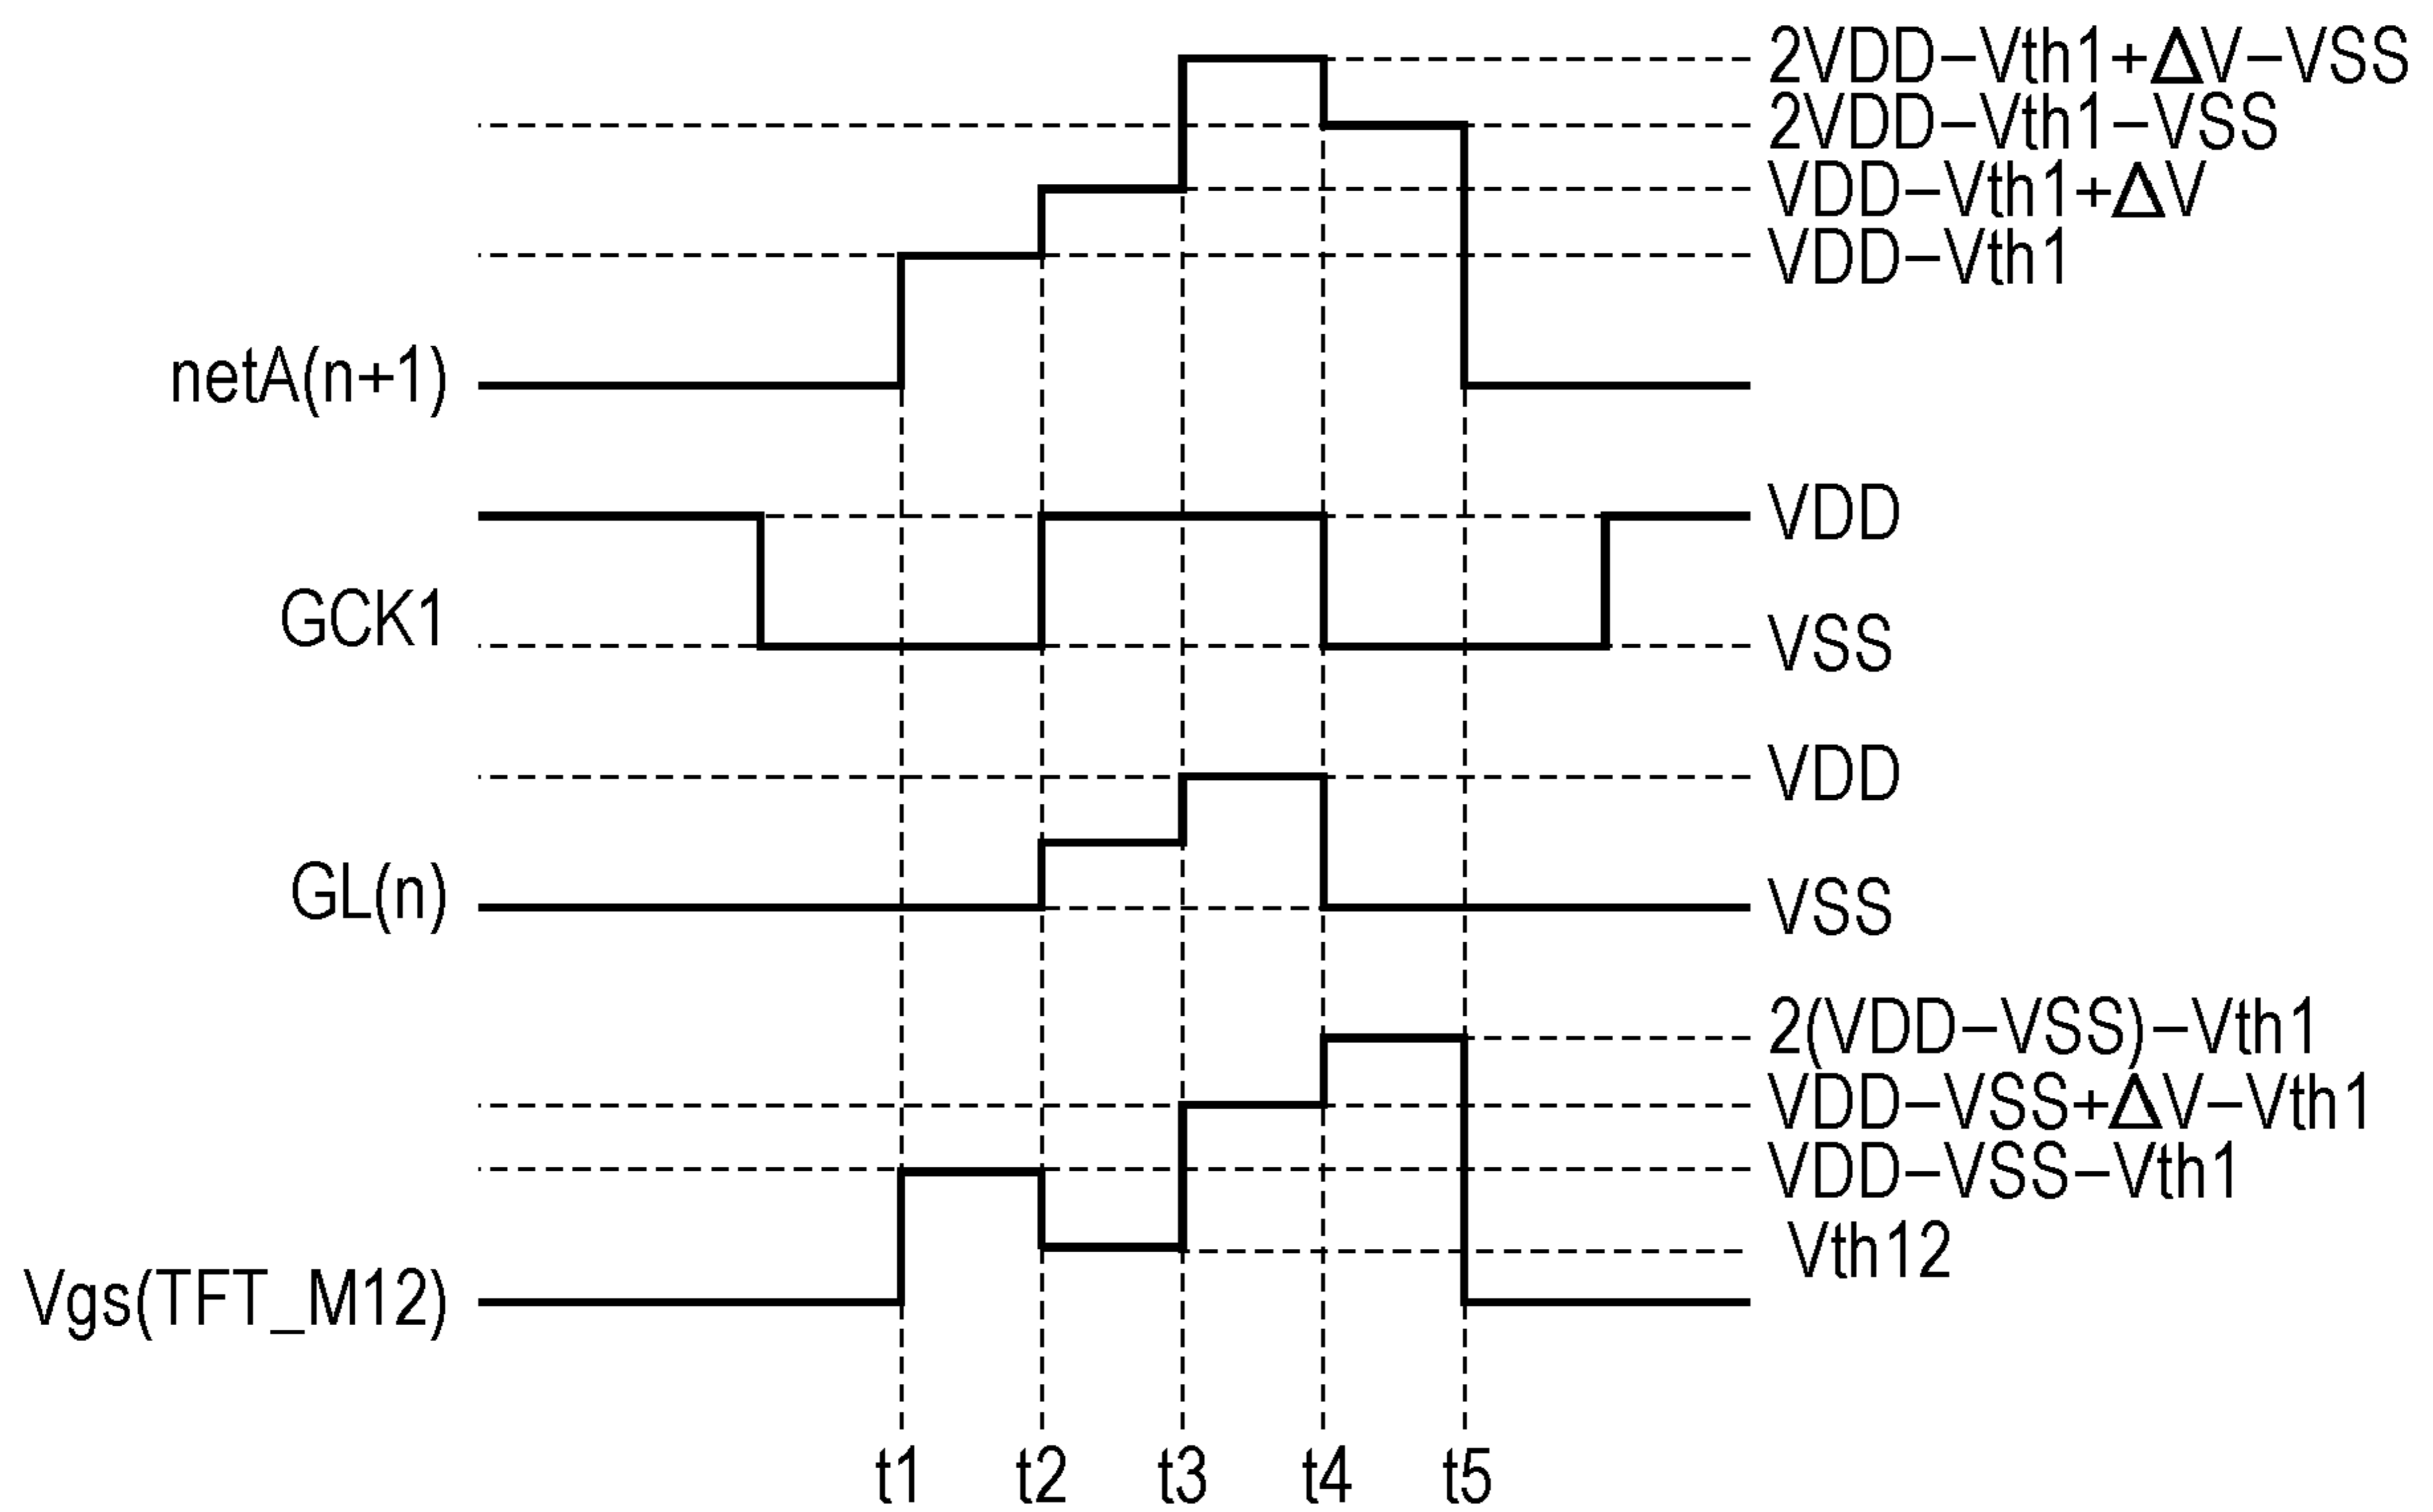 2VDD−Vth1+ΔV−VSS
2VDD−Vth1−VSS
VDD−Vth1+ΔV
VDD−Vth1
netA(n+1)
VDD
GCK1
VSS
VDD
GL(n)
VSS
2(VDD−VSS)−Vth1
VDD−VSS+ΔV−Vth1
VDD−VSS−Vth1
Vth12
Vgs(TFT_M12)
t1 t2 t3 t4 t5